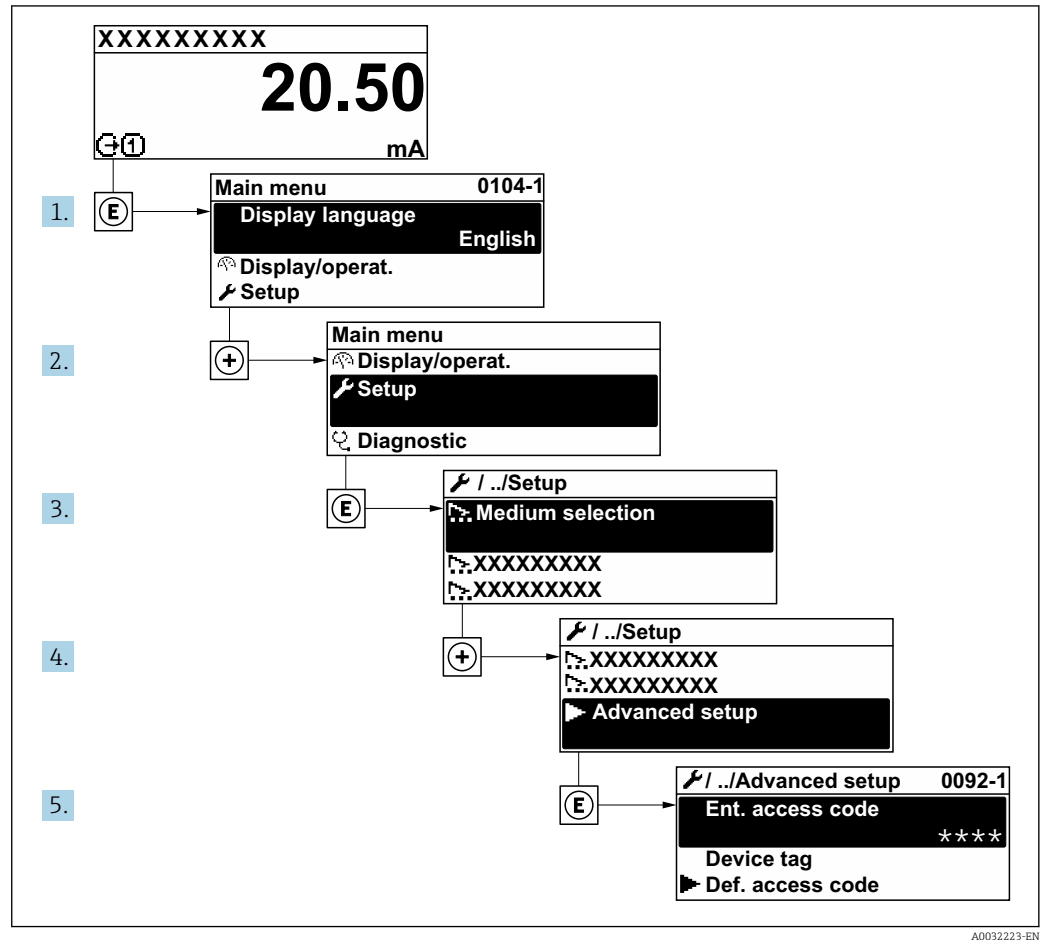 XXXXXXXXX
20.50
1 mA
1. E Main menu 0104-1
Display language
English
Display/operat.
Setup
2. + Main menu
Display/operat.
Setup
Diagnostic
3. E / ../Setup
Medium selection
XXXXXXXXX
XXXXXXXXX
4. + / ../Setup
XXXXXXXXX
XXXXXXXXX
Advanced setup
5. E / ../Advanced setup 0092-1
Ent. access code
****
Device tag
Def. access code
A0032223-EN